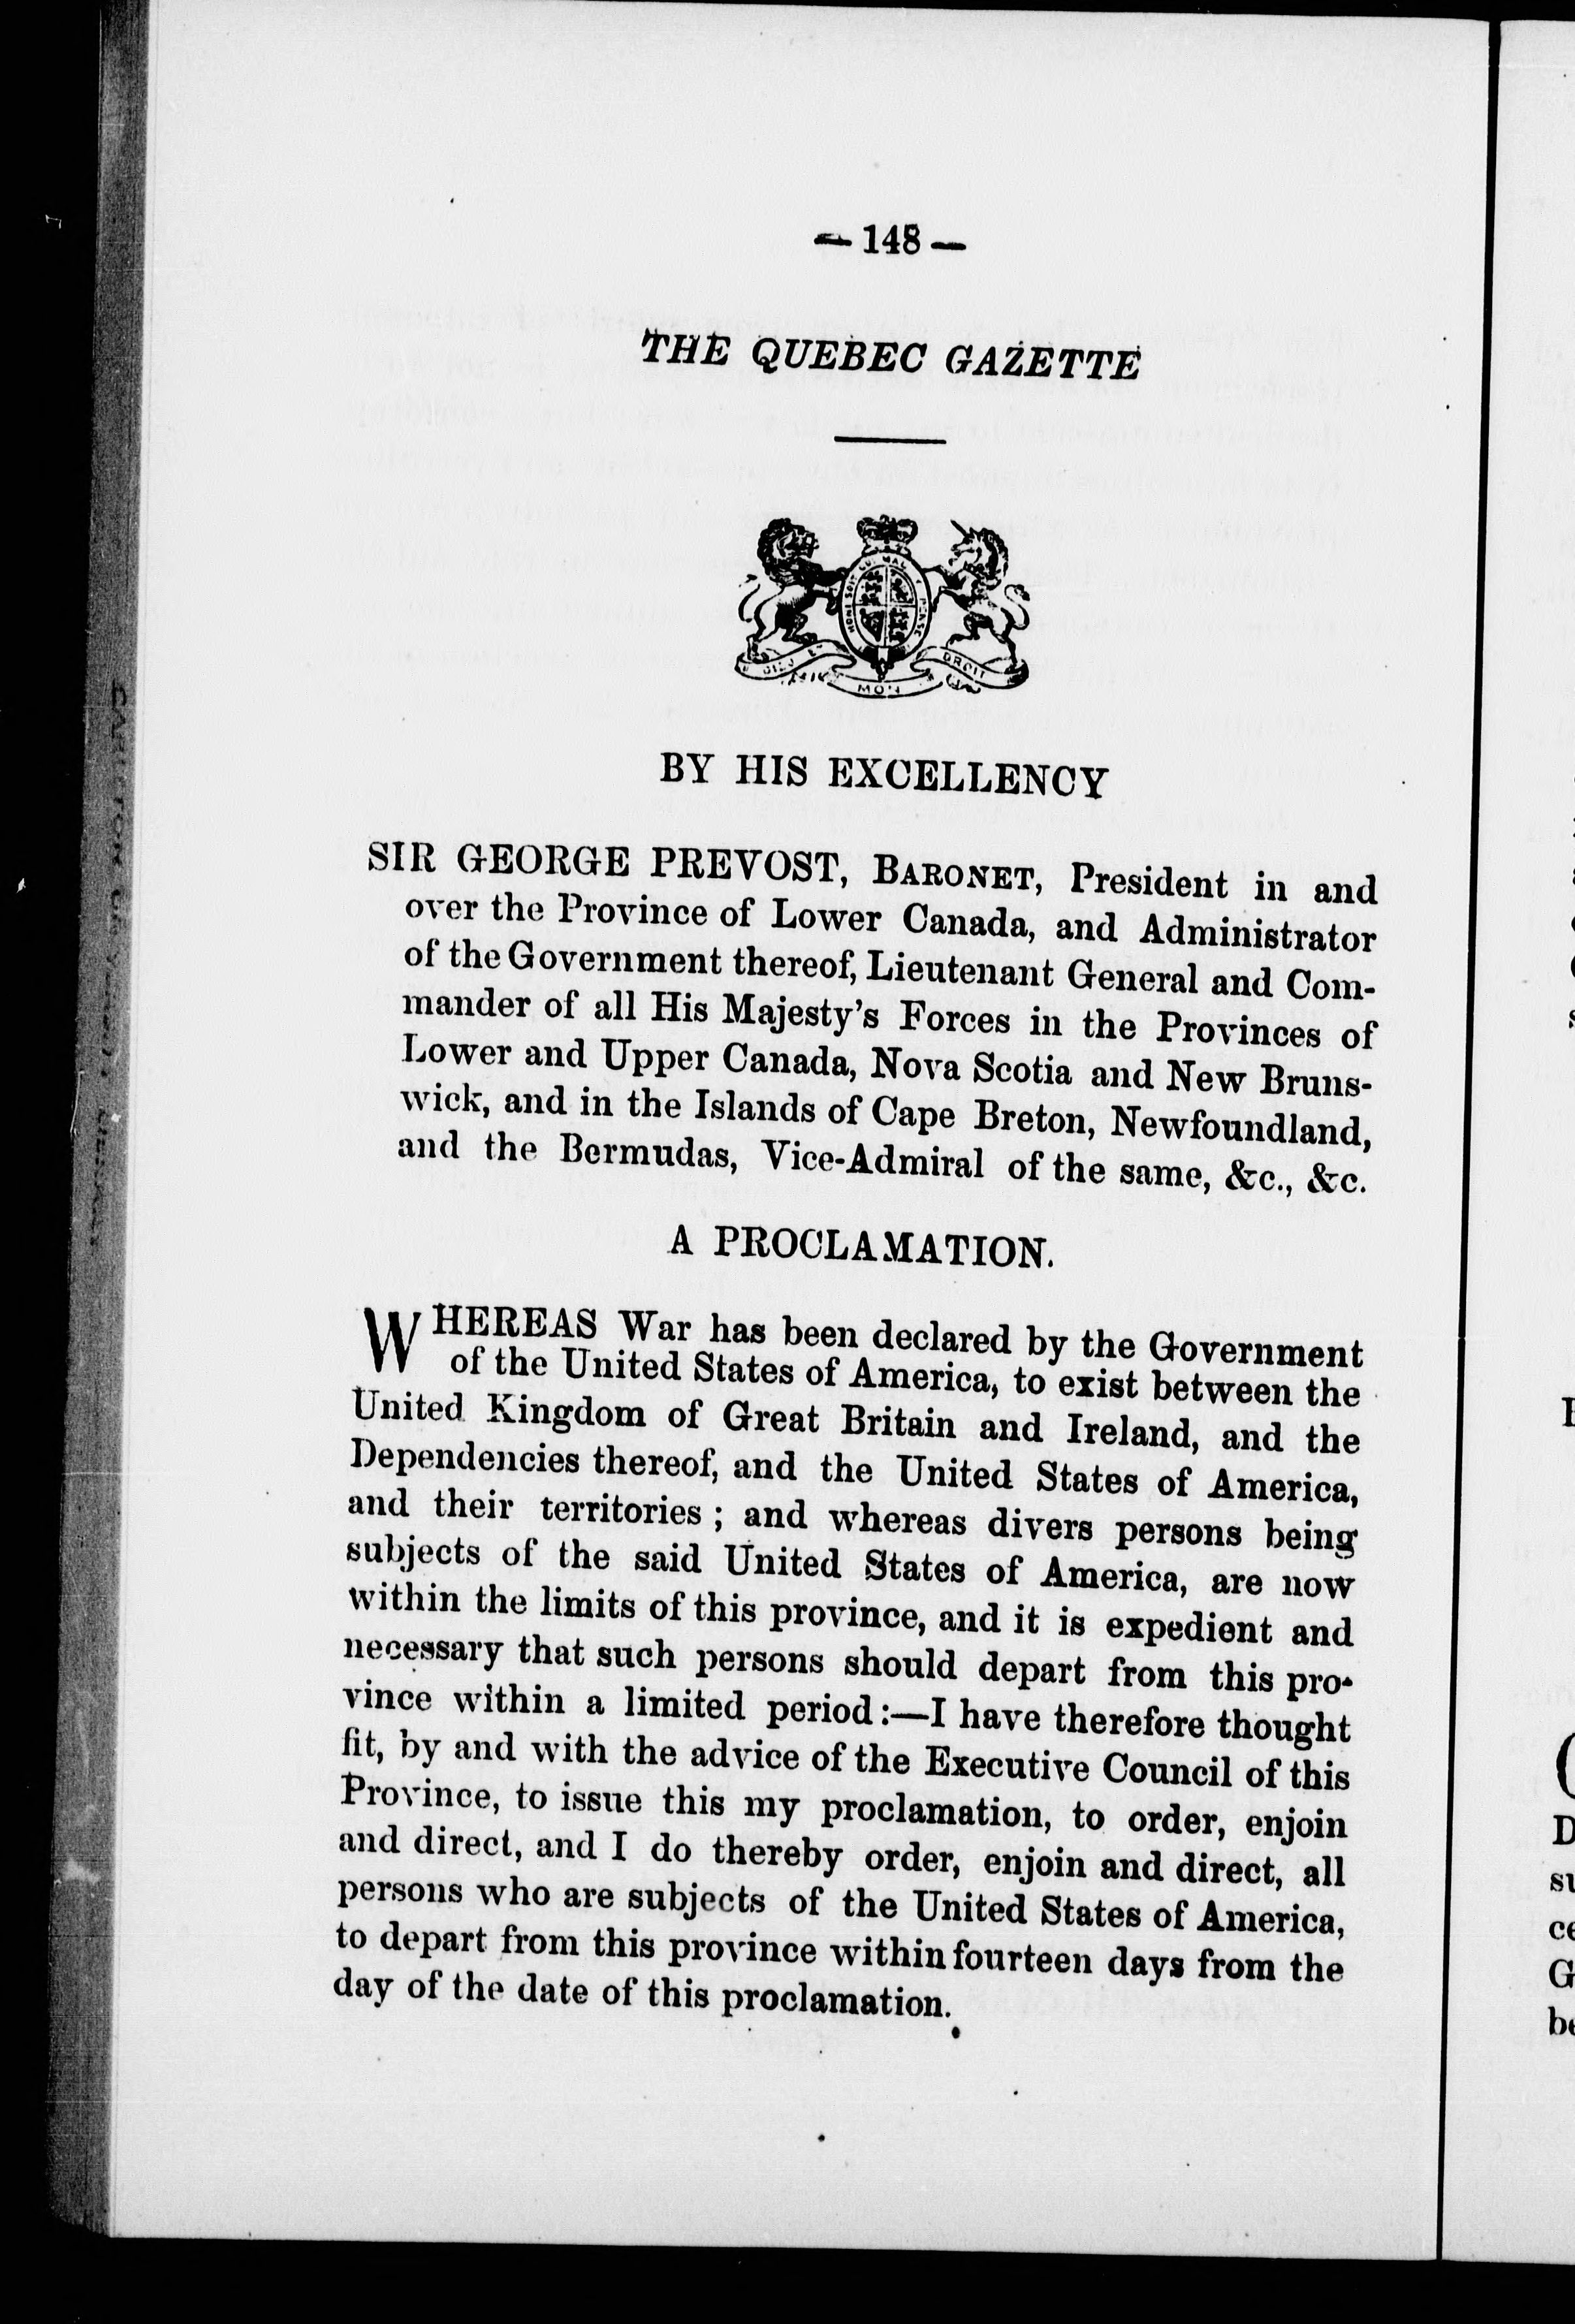 — 148 —
THE QUEBEC GAZETTE
HONI SOIT QUI MAL Y PENSE
DIEU ET
MON
DROIT
BY HIS EXCELLENCY
SIR GEORGE PREVOST, BARONET, President in and
over the Province of Lower Canada, and Administrator
of the Government thereof, Lieutenant General and Com-
mander of all His Majesty's Forces in the Provinces of
Lower and Upper Canada, Nova Scotia and New Bruns-
wick, and in the Islands of Cape Breton, Newfoundland,
and the Bermudas, Vice-Admiral of the same, &c., &c.
A PROCLAMATION.
WHEREAS War has been declared by the Government
of the United States of America, to exist between the
United Kingdom of Great Britain and Ireland, and the
Dependencies thereof, and the United States of America,
and their territories ; and whereas divers persons being
subjects of the said United States of America, are now
within the limits of this province, and it is expedient and
necessary that such persons should depart from this pro-
vince within a limited period :—I have therefore thought
fit, by and with the advice of the Executive Council of this
Province, to issue this my proclamation, to order, enjoin
and direct, and I do thereby order, enjoin and direct, all
persons who are subjects of the United States of America,
to depart from this province within fourteen days from the
day of the date of this proclamation.